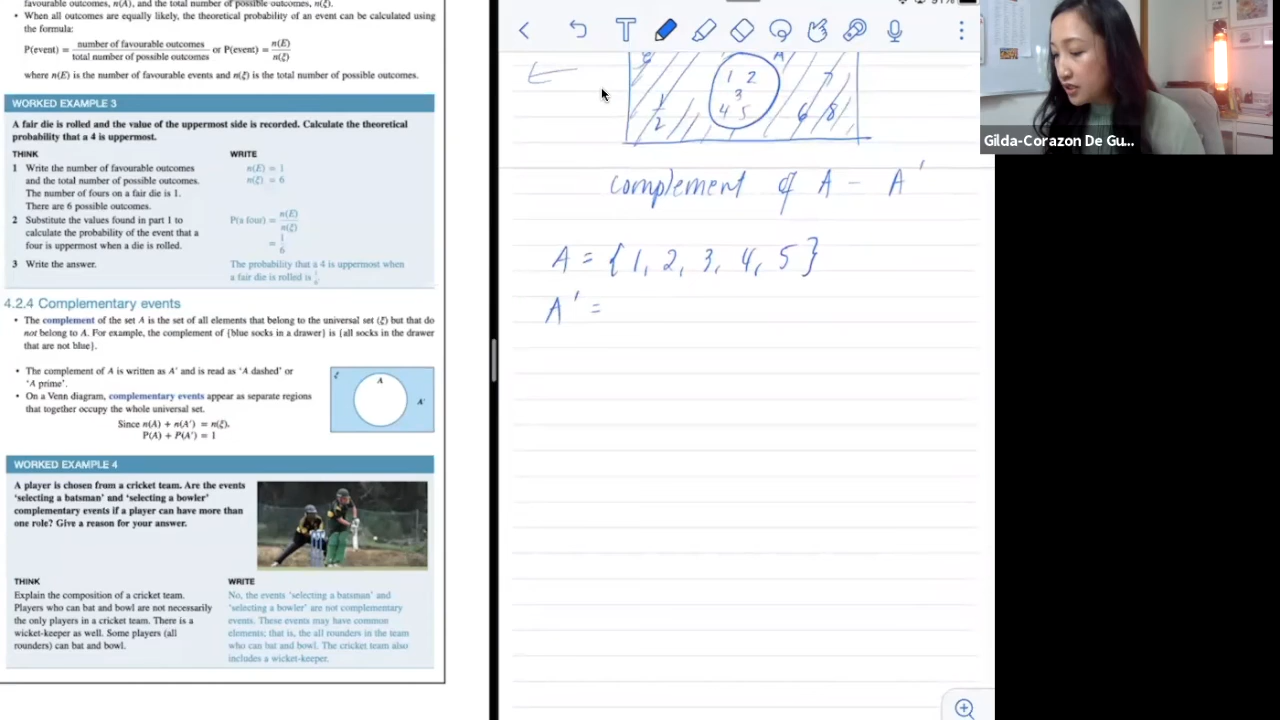 favourable outcomes, n(A), and the total number of possible outcomes, n(ξ).
• When all outcomes are equally likely, the theoretical probability of an event can be calculated using
the formula:
P(event) = number of favourable outcomes / total number of possible outcomes or P(event) = n(E) / n(ξ)
where n(E) is the number of favourable events and n(ξ) is the total number of possible outcomes.
WORKED EXAMPLE 3
A fair die is rolled and the value of the uppermost side is recorded. Calculate the theoretical
probability that a 4 is uppermost.
THINK
1 Write the number of favourable outcomes
and the total number of possible outcomes.
The number of fours on a fair die is 1.
There are 6 possible outcomes.
2 Substitute the values found in part 1 to
calculate the probability of the event that a
four is uppermost when a die is rolled.
3 Write the answer.
WRITE
n(E) = 1
n(ξ) = 6
P(a four) = n(E) / n(ξ)
= 1 / 6
The probability that a 4 is uppermost when
a fair die is rolled is 1/6.
4.2.4 Complementary events
• The complement of the set A is the set of all elements that belong to the universal set (ξ) but that do
not belong to A. For example, the complement of {blue socks in a drawer} is {all socks in the drawer
that are not blue}.
• The complement of A is written as A′ and is read as ‘A dashed’ or
‘A prime’.
• On a Venn diagram, complementary events appear as separate regions
that together occupy the whole universal set.
Since n(A) + n(A′) = n(ξ),
P(A) + P(A′) = 1
ξ
A
A′
WORKED EXAMPLE 4
A player is chosen from a cricket team. Are the events
‘selecting a batsman’ and ‘selecting a bowler’
complementary events if a player can have more than
one role? Give a reason for your answer.
THINK
Explain the composition of a cricket team.
Players who can bat and bowl are not necessarily
the only players in a cricket team. There is a
wicket-keeper as well. Some players (all
rounders) can bat and bowl.
WRITE
No, the events ‘selecting a batsman’ and
‘selecting a bowler’ are not complementary
events. These events may have common
elements; that is, the all rounders in the team
who can bat and bowl. The cricket team also
includes a wicket-keeper.
A
1 2
3
4 5
1/2
7
6 8
complement of A - A'
A = {1, 2, 3, 4, 5}
A' =
91%
Gilda-Corazon De Gu...